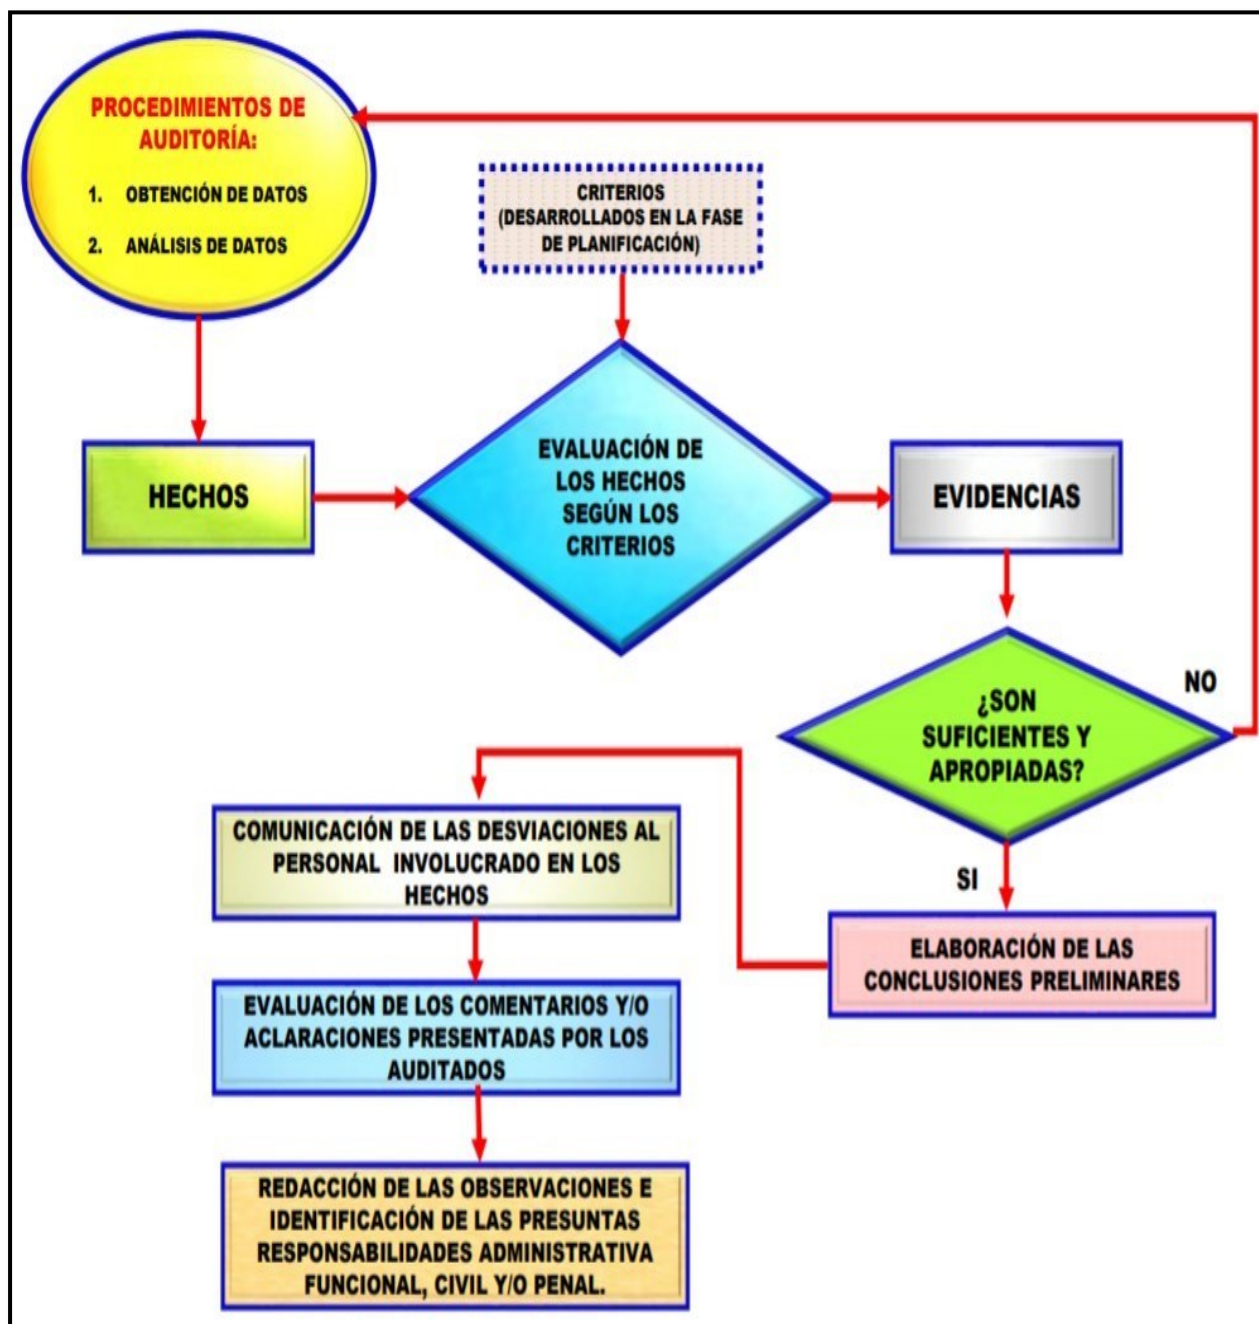 PROCEDIMIENTOS DE
AUDITORÍA:
1. OBTENCIÓN DE DATOS
2. ANÁLISIS DE DATOS
CRITERIOS
(DESARROLLADOS EN LA FASE
DE PLANIFICACIÓN)
HECHOS
EVALUACIÓN DE
LOS HECHOS
SEGÚN LOS
CRITERIOS
EVIDENCIAS
¿SON
SUFICIENTES Y
APROPIADAS?
NO
SI
ELABORACIÓN DE LAS
CONCLUSIONES PRELIMINARES
COMUNICACIÓN DE LAS DESVIACIONES AL
PERSONAL INVOLUCRADO EN LOS
HECHOS
EVALUACIÓN DE LOS COMENTARIOS Y/O
ACLARACIONES PRESENTADAS POR LOS
AUDITADOS
REDACCIÓN DE LAS OBSERVACIONES E
IDENTIFICACIÓN DE LAS PRESUNTAS
RESPONSABILIDADES ADMINISTRATIVA
FUNCIONAL, CIVIL Y/O PENAL.